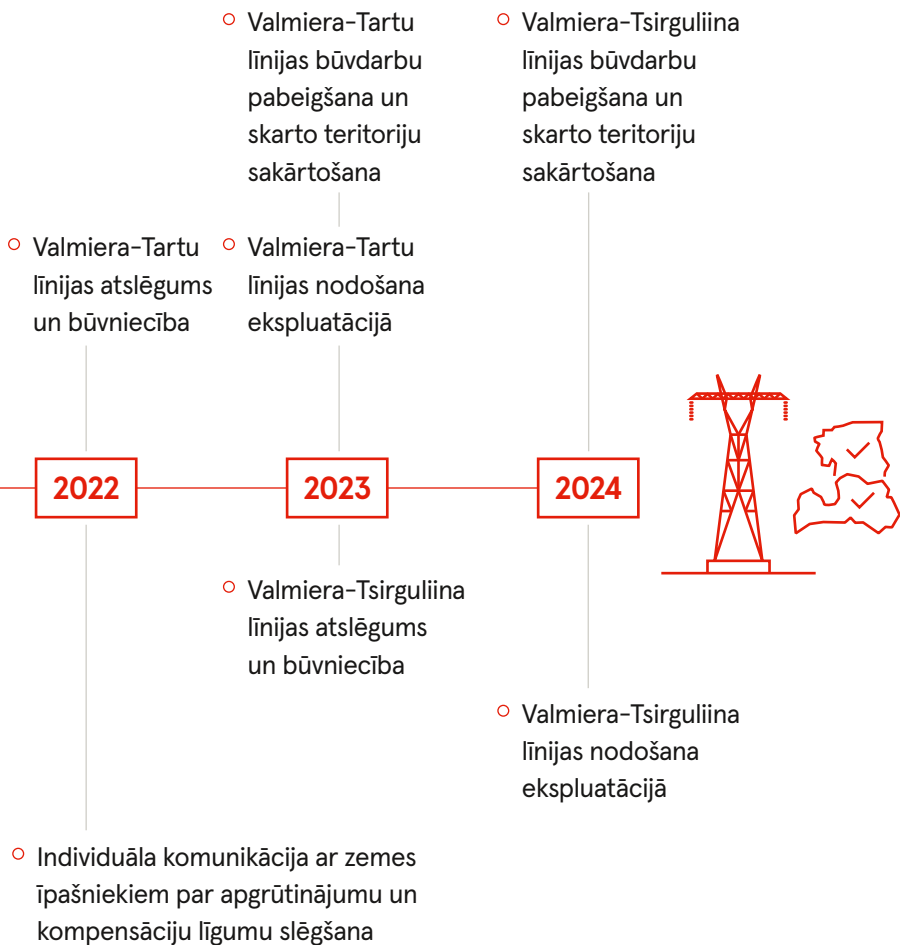 Valmiera-Tartu
līnijas būvdarbu
pabeigšana un
skarto teritoriju
sakārtošana
Valmiera-Tsirguliina
līnijas būvdarbu
pabeigšana un
skarto teritoriju
sakārtošana
Valmiera-Tartu
līnijas atslēgums
un būvniecība
Valmiera-Tartu
līnijas nodošana
ekspluatācijā
2022
2023
2024
Valmiera-Tsirguliina
līnijas atslēgums
un būvniecība
Valmiera-Tsirguliina
līnijas nodošana
ekspluatācijā
Individuāla komunikācija ar zemes
īpašniekiem par apgrūtinājumu un
kompensāciju līgumu slēgšana